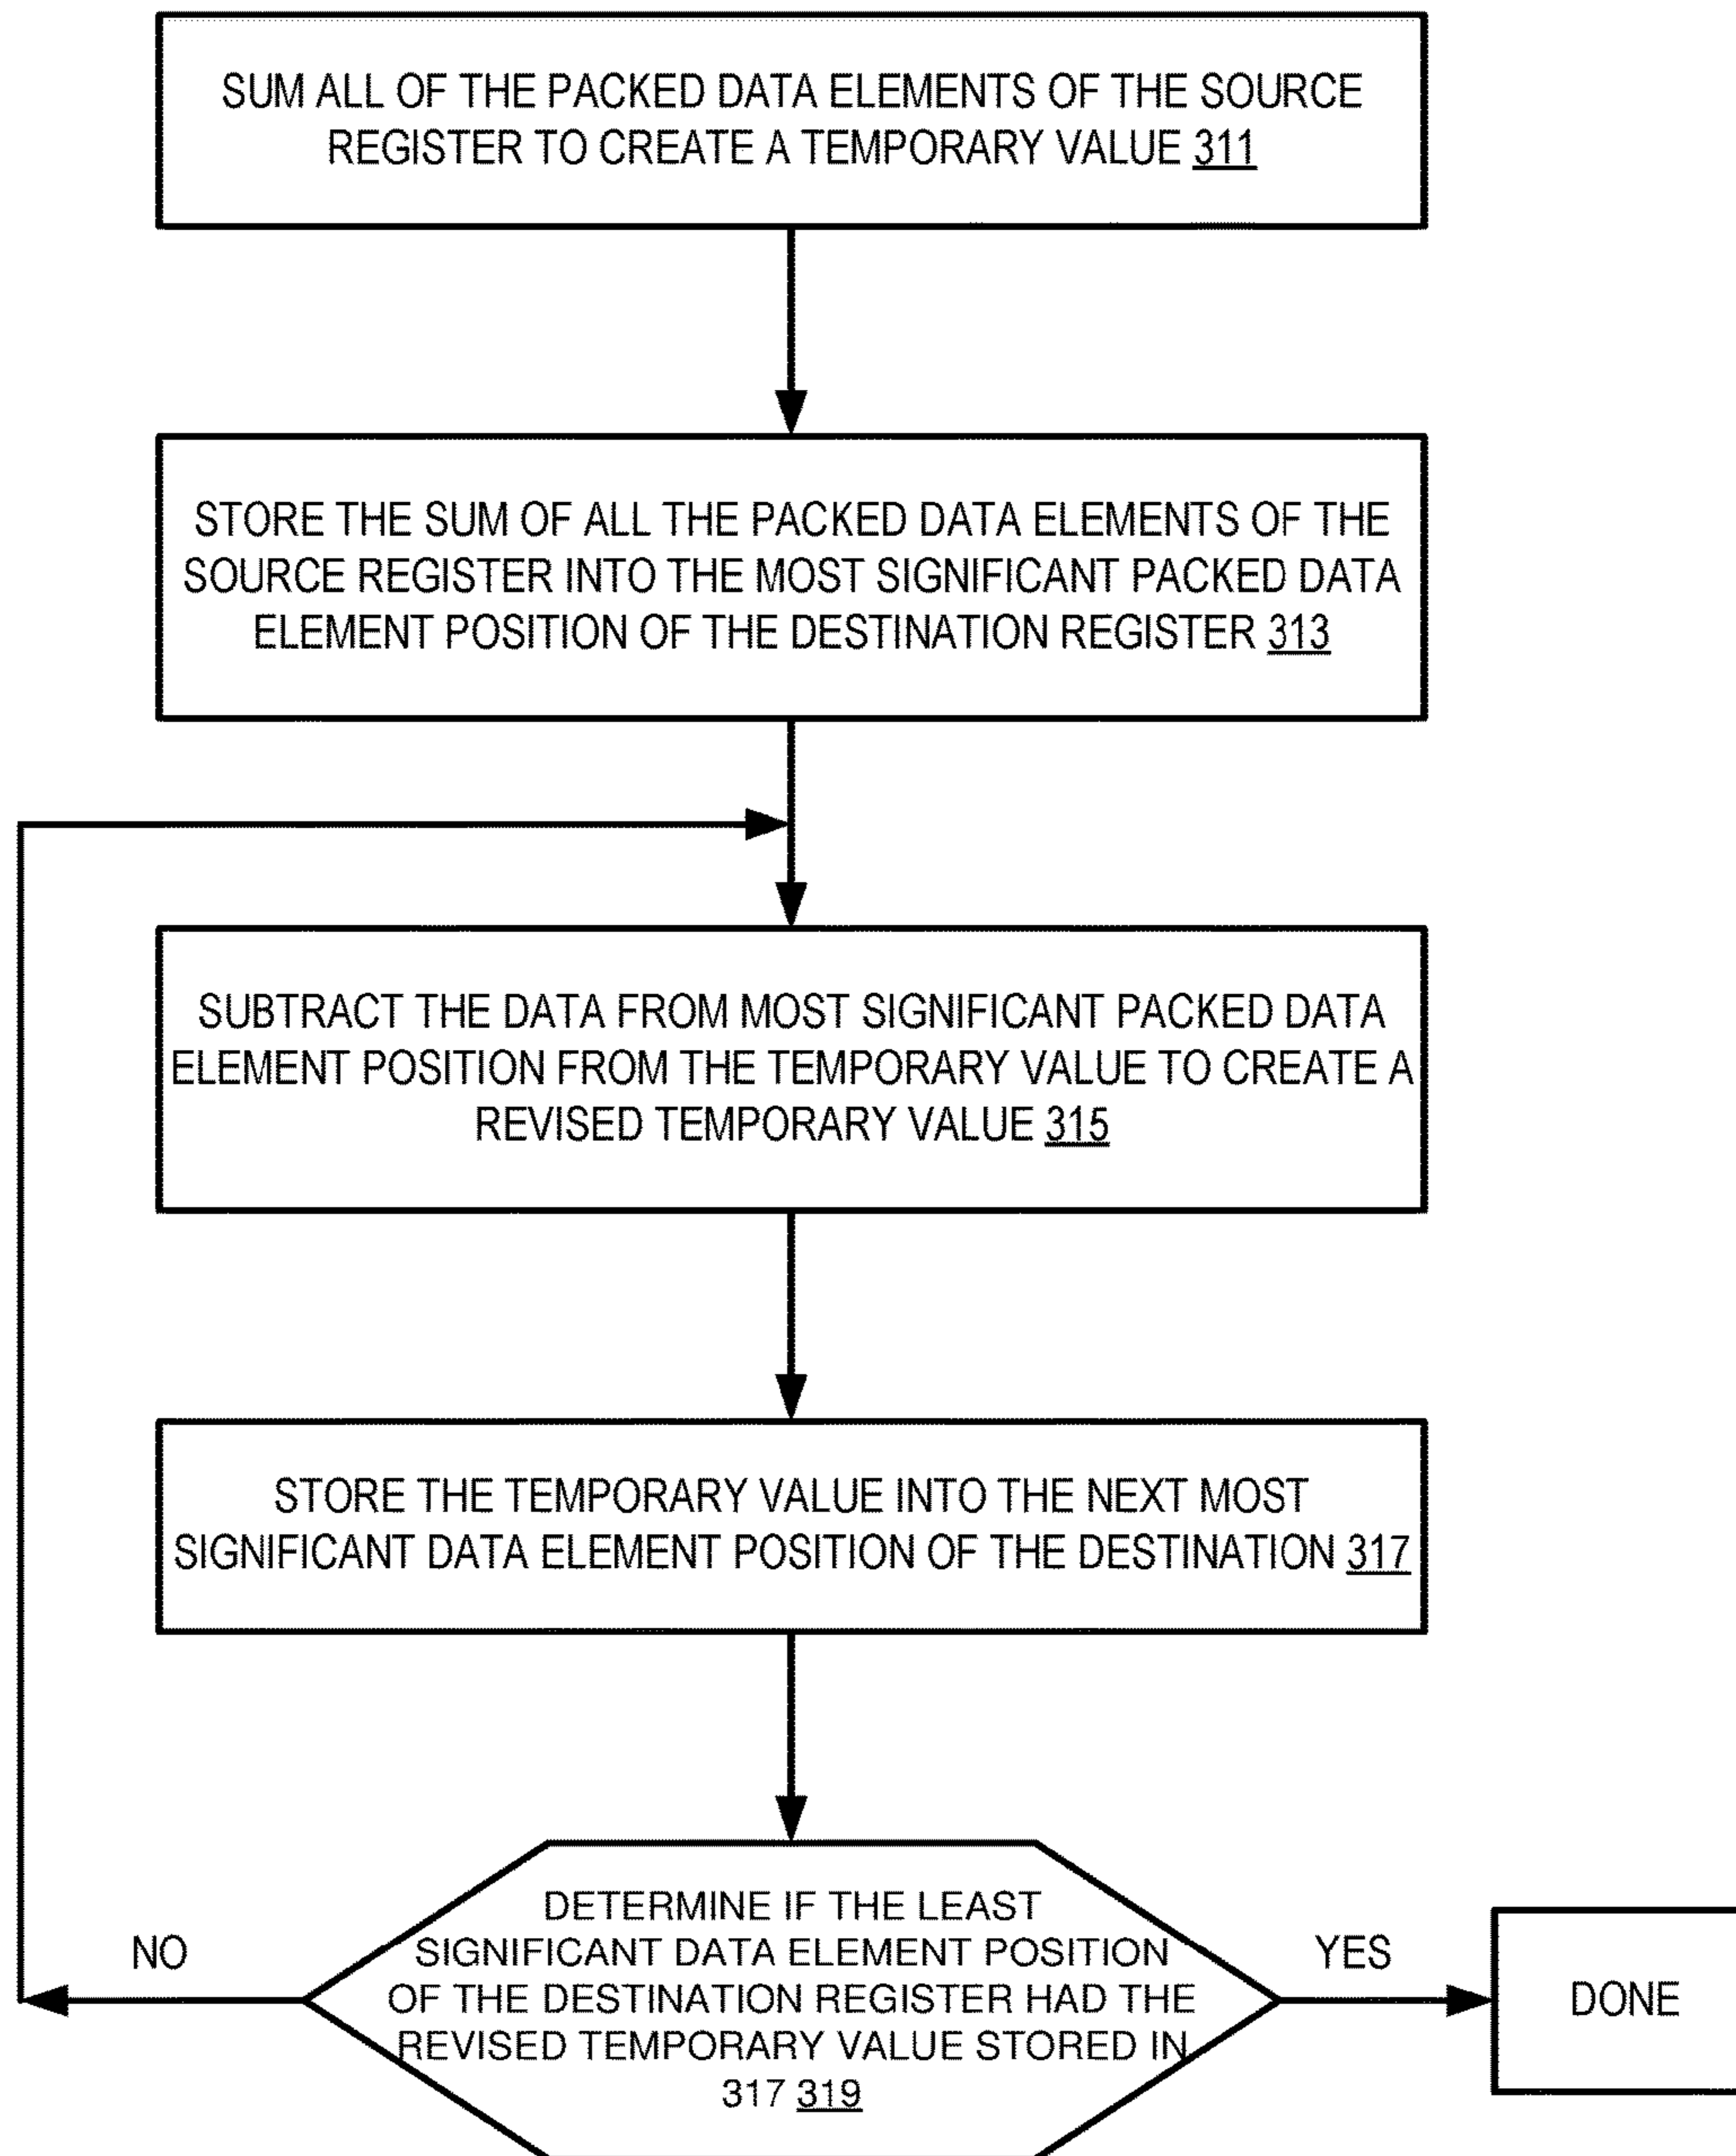 SUM ALL OF THE PACKED DATA ELEMENTS OF THE SOURCE
REGISTER TO CREATE A TEMPORARY VALUE 311
STORE THE SUM OF ALL THE PACKED DATA ELEMENTS OF THE
SOURCE REGISTER INTO THE MOST SIGNIFICANT PACKED DATA
ELEMENT POSITION OF THE DESTINATION REGISTER 313
SUBTRACT THE DATA FROM MOST SIGNIFICANT PACKED DATA
ELEMENT POSITION FROM THE TEMPORARY VALUE TO CREATE A
REVISED TEMPORARY VALUE 315
STORE THE TEMPORARY VALUE INTO THE NEXT MOST
SIGNIFICANT DATA ELEMENT POSITION OF THE DESTINATION 317
NO
DETERMINE IF THE LEAST
SIGNIFICANT DATA ELEMENT POSITION
OF THE DESTINATION REGISTER HAD THE
REVISED TEMPORARY VALUE STORED IN
317 319
YES
DONE